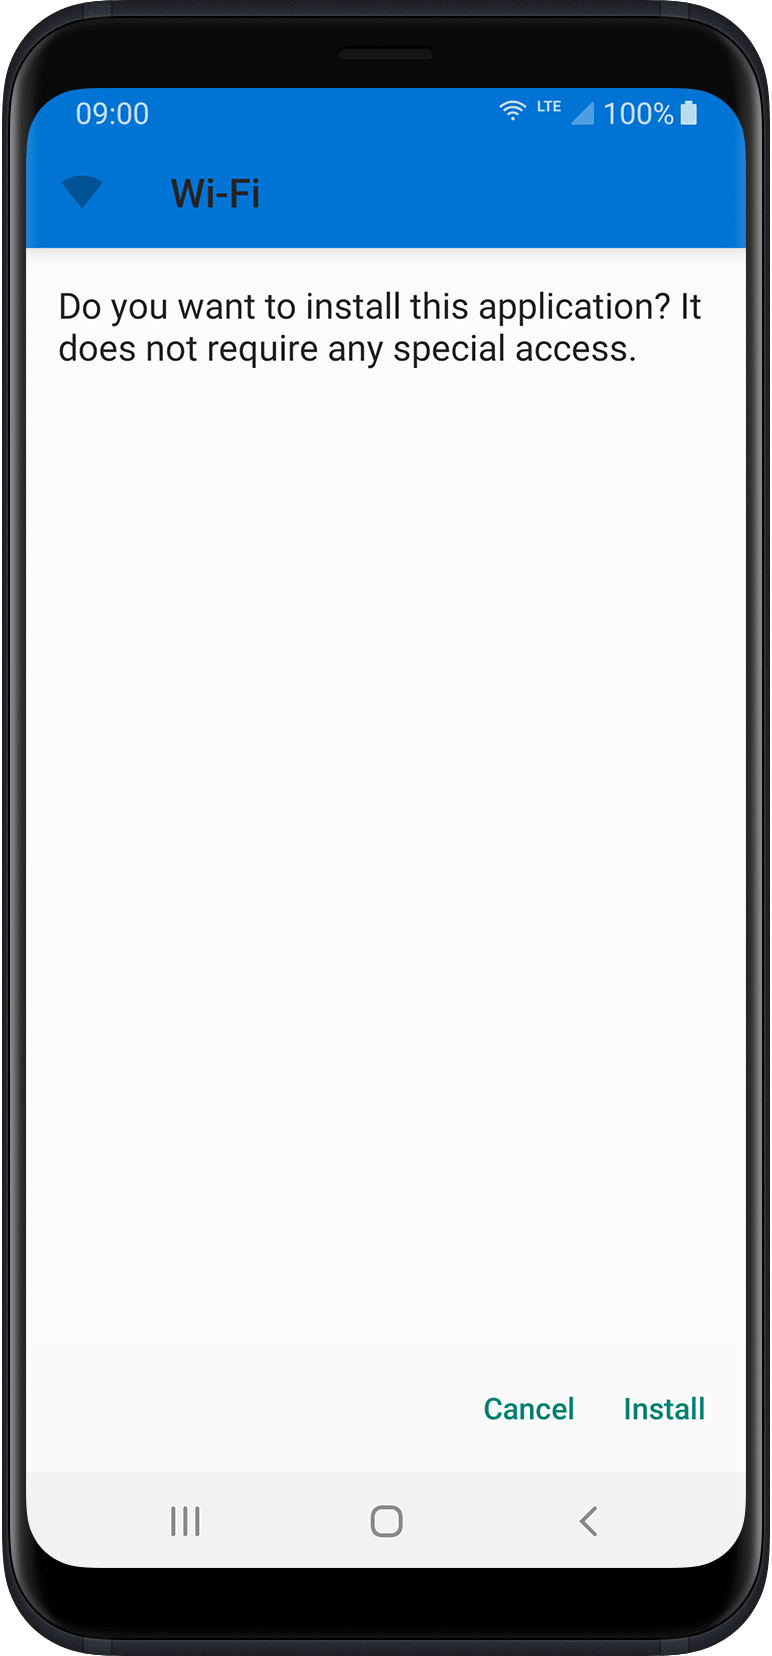 09:00 LTE 100%
Wi-Fi
Do you want to install this application? It
does not require any special access.
Cancel Install